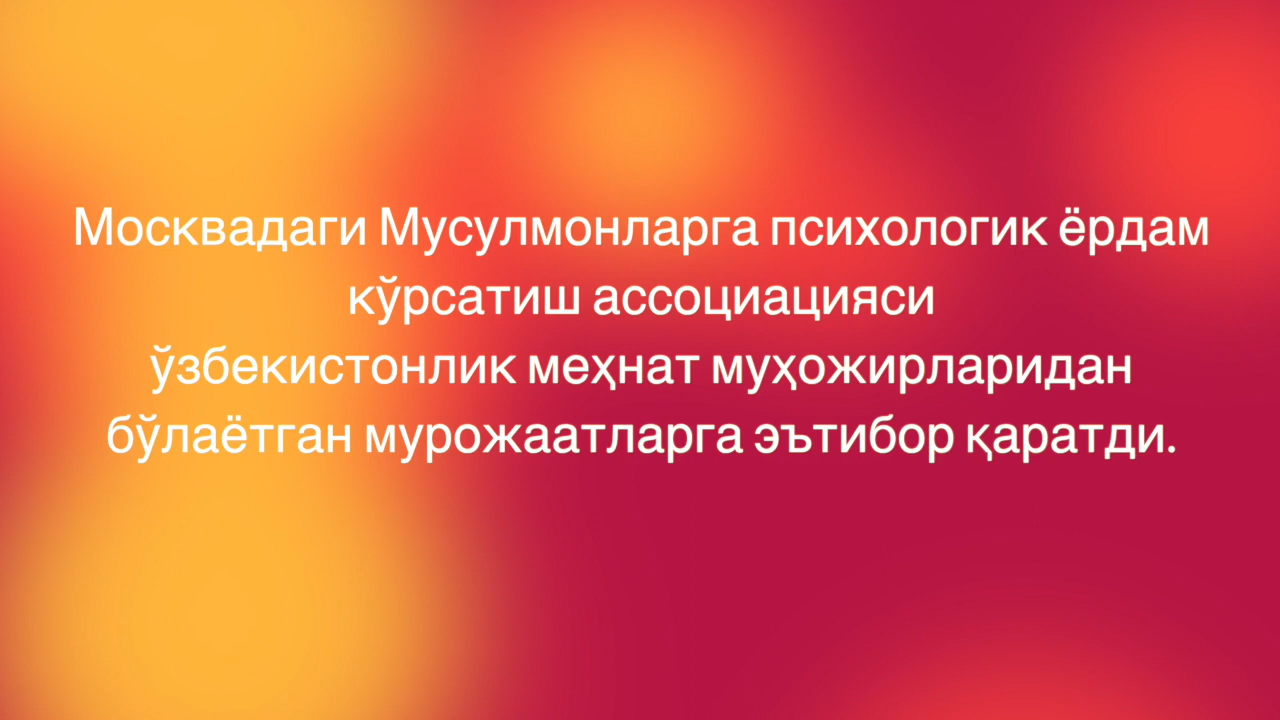 Москвадаги Мусулмонларга психологик ёрдам
кўрсатиш ассоциацияси
ўзбекистонлик меҳнат муҳожирларидан
бўлаётган мурожаатларга эътибор қаратди.